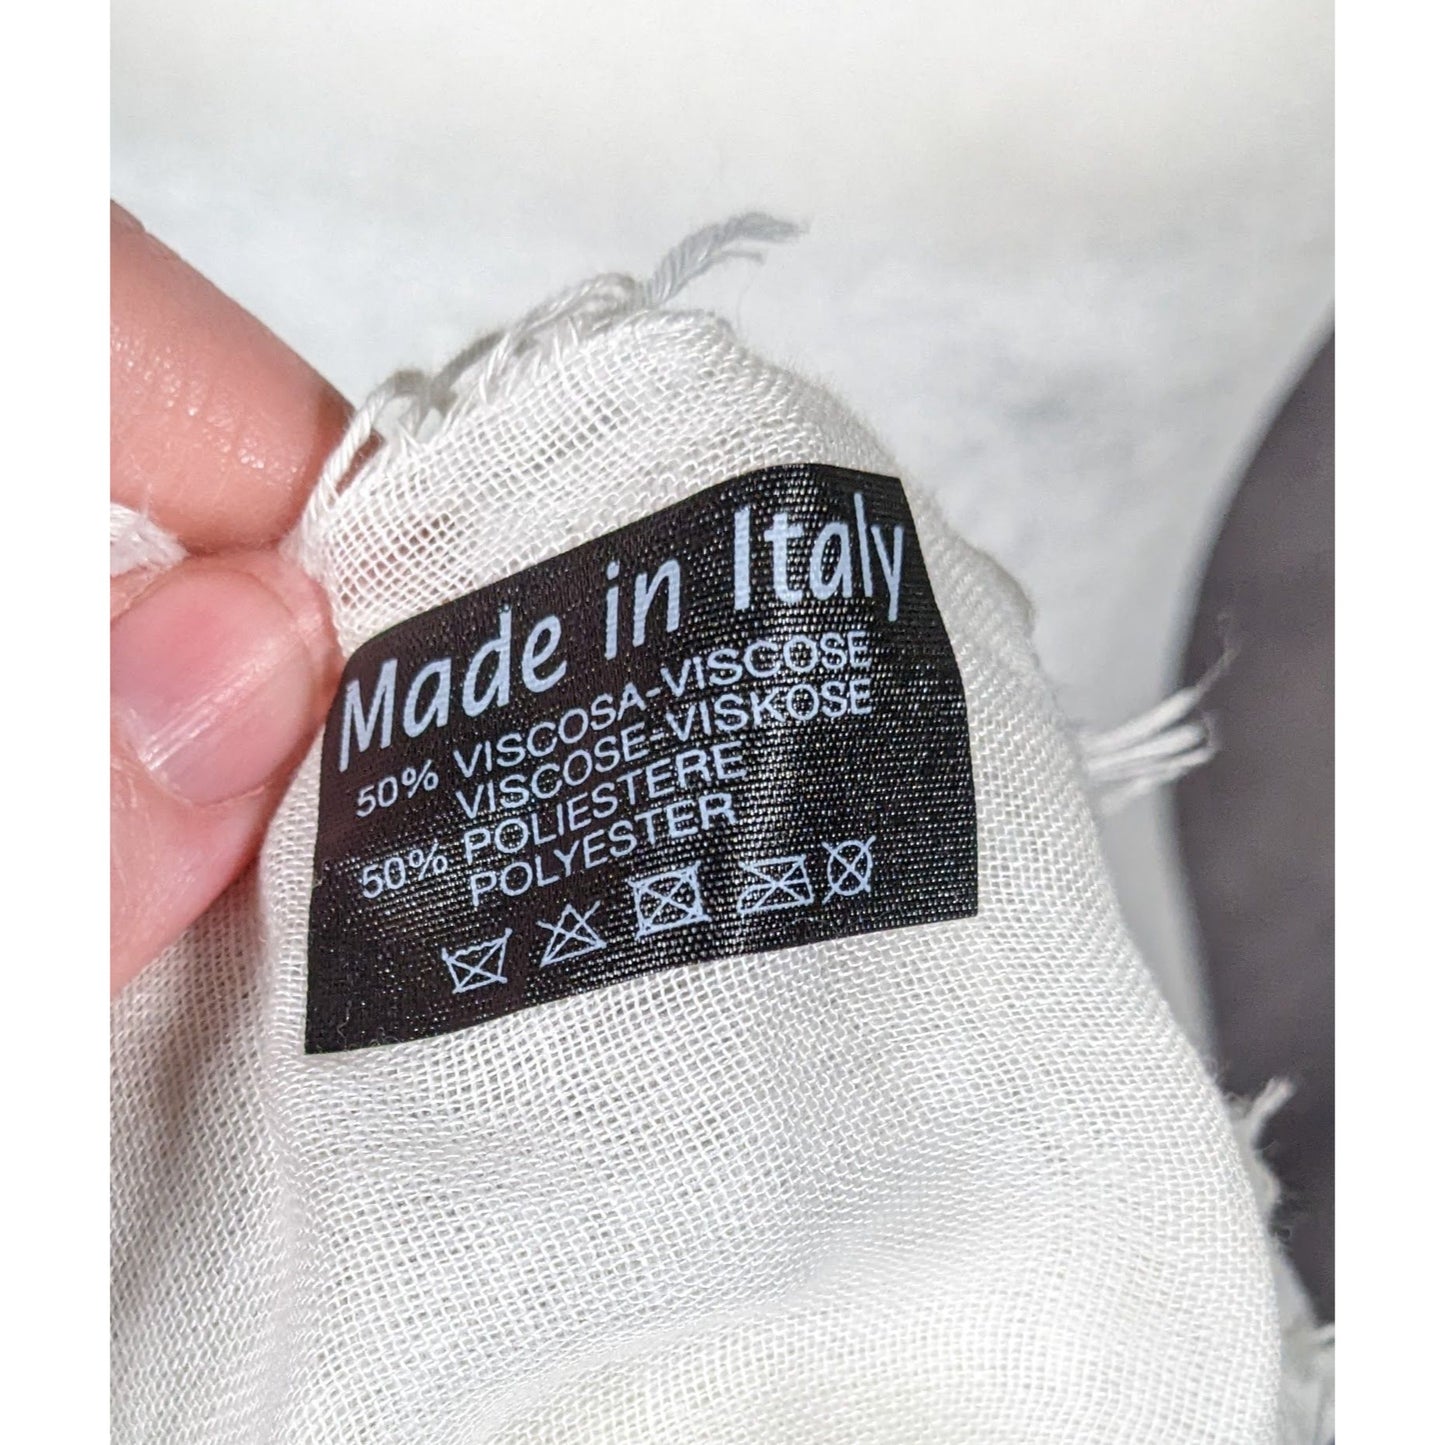 Made in Italy
50% VISCOSA-VISCOSE
VISCOSE-VISKOSE
50% POLIESTERE
POLYESTER